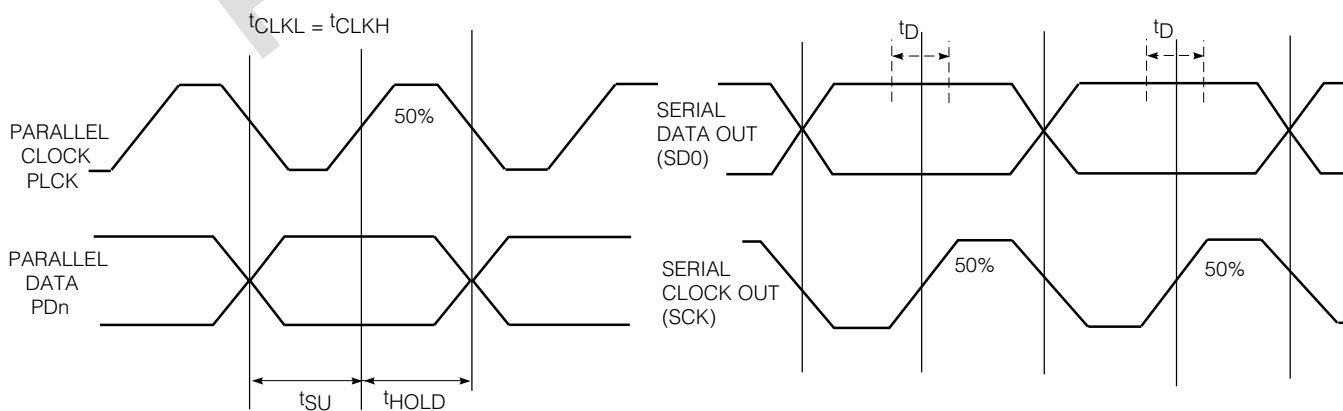 tCLKL = tCLKH
50%
PARALLEL
CLOCK
PLCK
PARALLEL
DATA
PDn
tSU
tHOLD
tD
tD
SERIAL
DATA OUT
(SD0)
50%
50%
SERIAL
CLOCK OUT
(SCK)